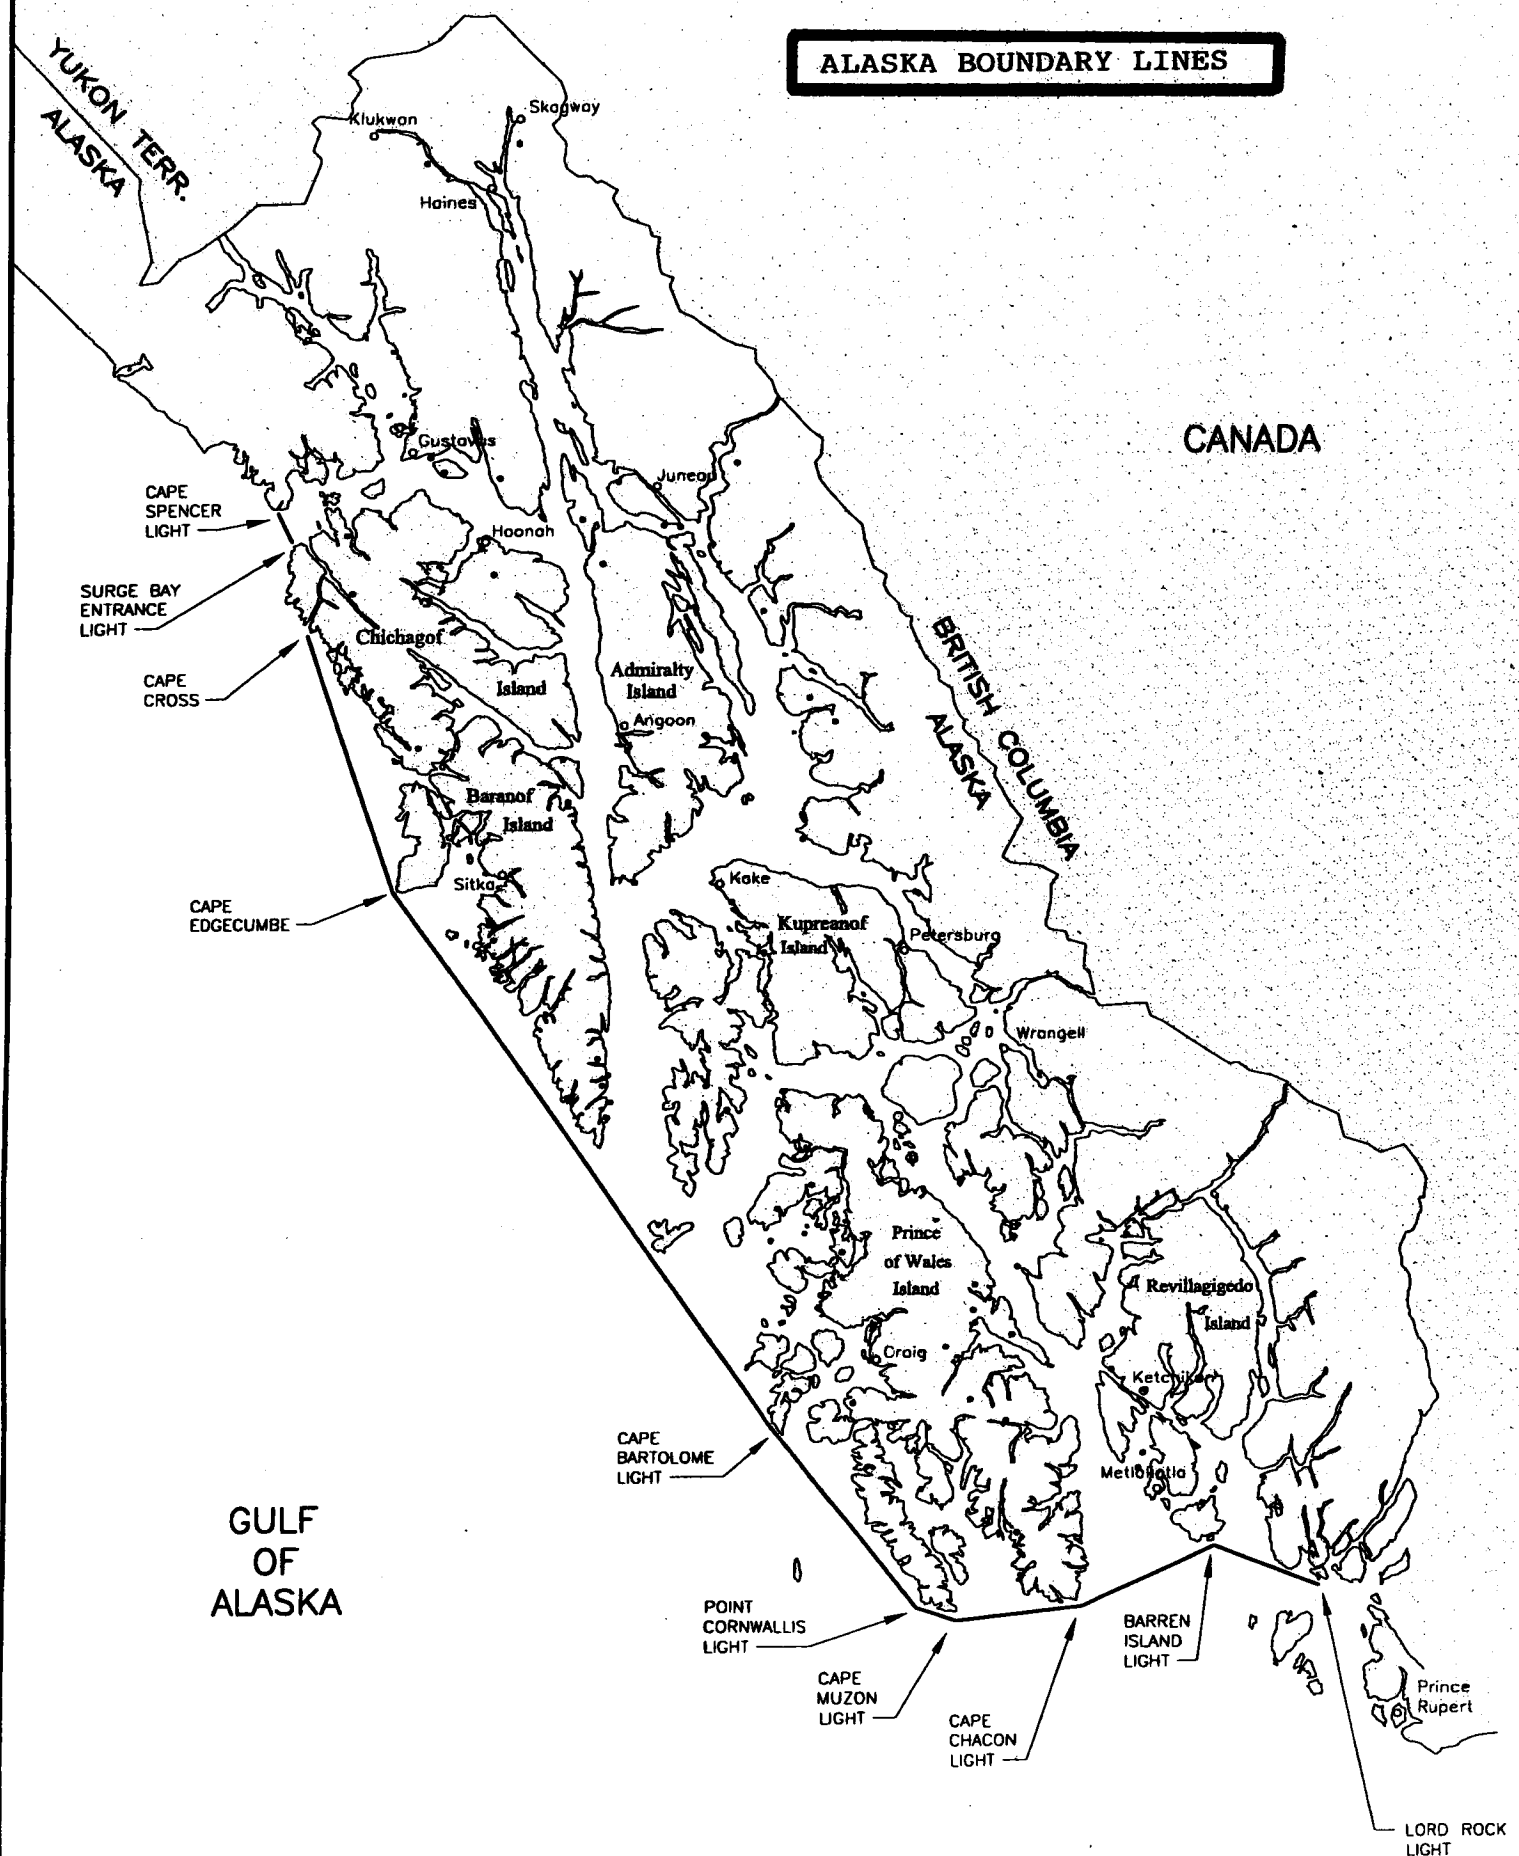 ALASKA BOUNDARY LINES
YUKON TERR.
ALASKA
Klukwan
Skagway
Haines
CANADA
Gustavus
Juneau
CAPE
SPENCER
LIGHT
Hoonah
SURGE BAY
ENTRANCE
LIGHT
Chichagof
Island
Admiralty
Island
BRITISH COLUMBIA
ALASKA
CAPE
CROSS
Angoon
Baranof
Island
Sitka
Kake
CAPE
EDGECUMBE
Kupreanof
Island
Petersburg
Wrangell
Prince
of Wales
Island
Revillagigedo
Island
Craig
Ketchikan
CAPE
BARTOLOME
LIGHT
Metlakatla
GULF
OF
ALASKA
POINT
CORNWALLIS
LIGHT
BARREN
ISLAND
LIGHT
CAPE
MUZON
LIGHT
CAPE
CHACON
LIGHT
Prince
Rupert
LORD ROCK
LIGHT